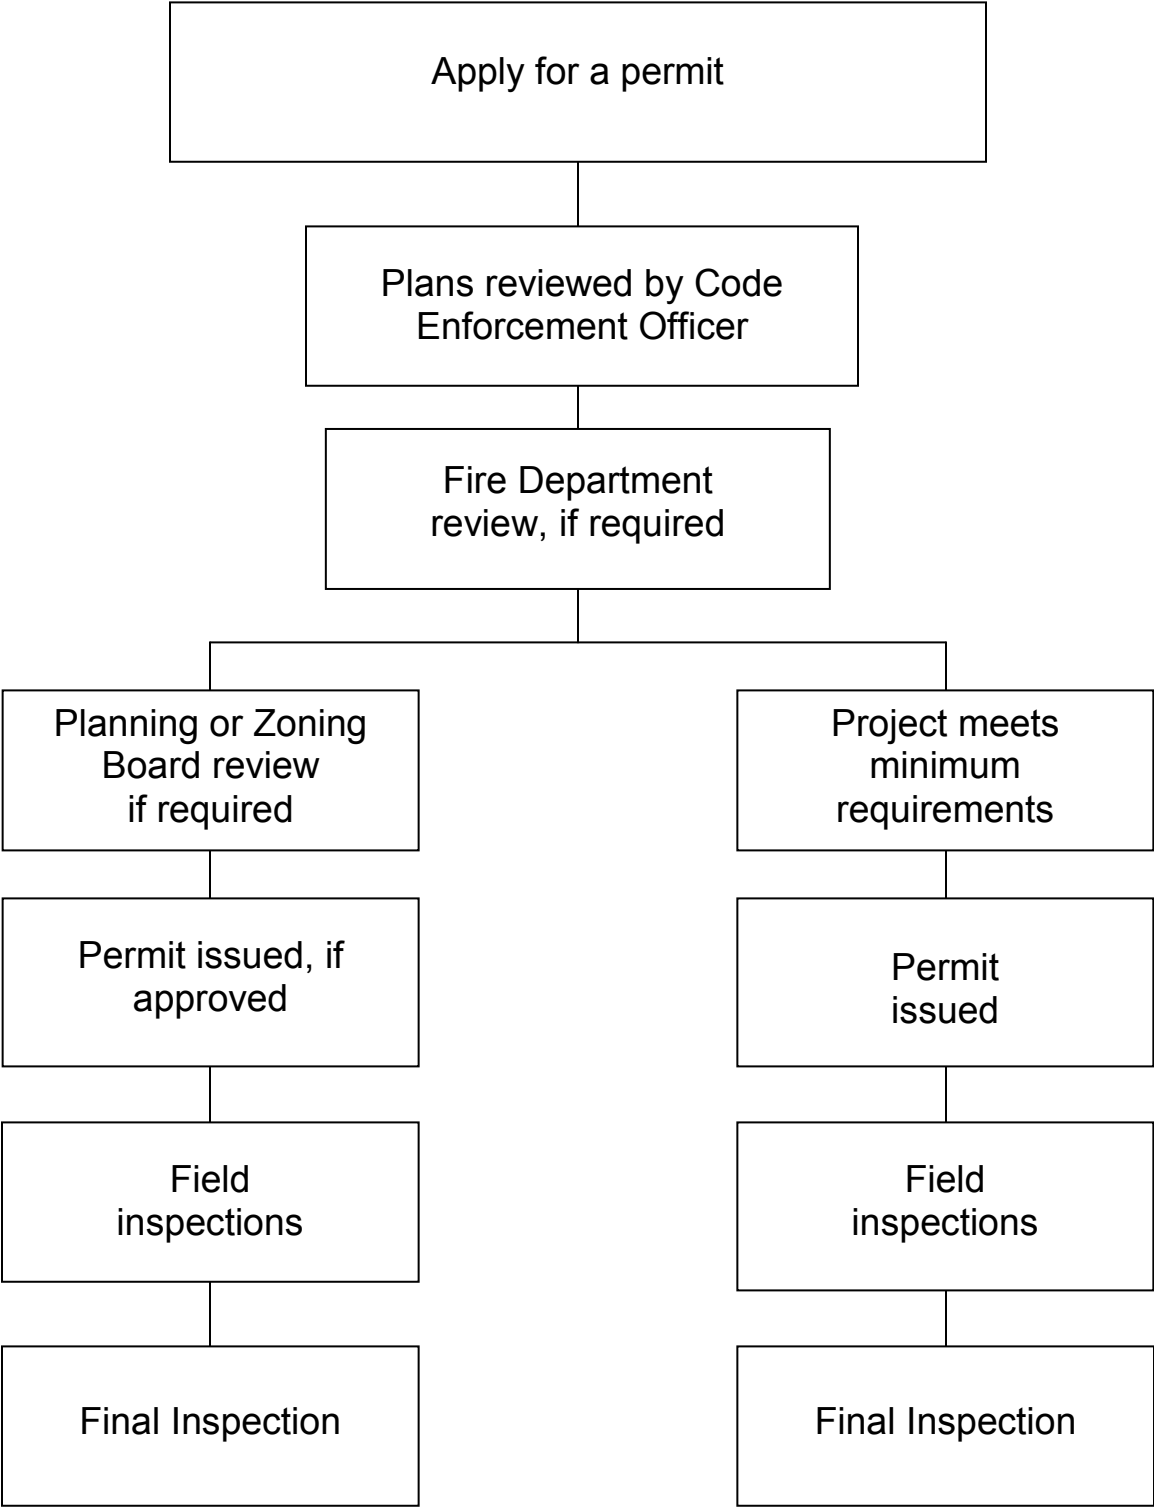 Apply for a permit
Plans reviewed by Code
Enforcement Officer
Fire Department
review, if required
Planning or Zoning
Board review
if required
Permit issued, if
approved
Field
inspections
Final Inspection
Project meets
minimum
requirements
Permit
issued
Field
inspections
Final Inspection